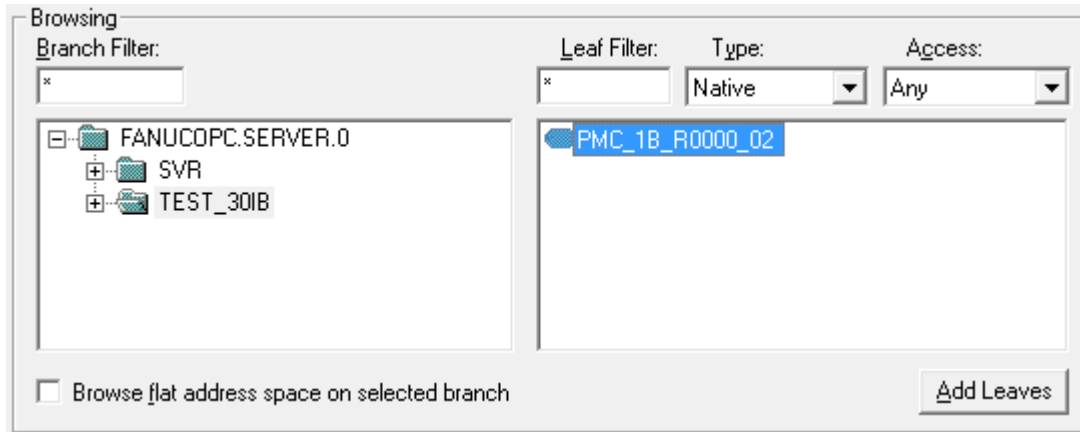 Browsing
Branch Filter: Leaf Filter: Type: Access:
* * Native Any
FANUCOPC.SERVER.0 PMC_1B_R0000_02
SVR
TEST_30IB
Browse flat address space on selected branch Add Leaves